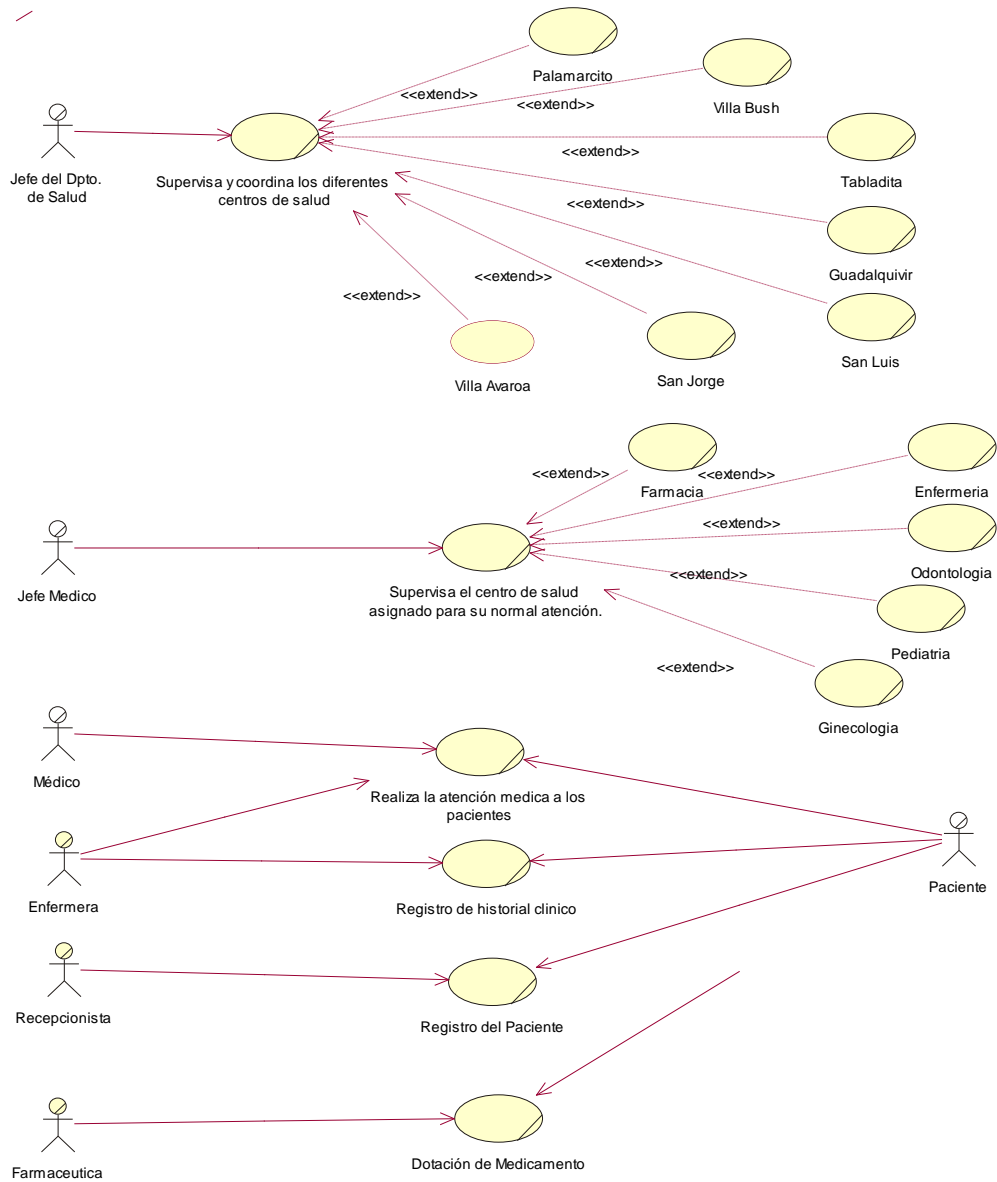 Palamarcito
<<extend>>
Villa Bush
<<extend>>
Jefe del Dpto.
de Salud
Supervisa y coordina los diferentes
centros de salud
<<extend>>
Tabladita
<<extend>>
<<extend>>
Guadalquivir
<<extend>>
<<extend>>
San Luis
Villa Avaroa
San Jorge
<<extend>>
Farmacia
<<extend>>
Enfermeria
<<extend>>
Odontologia
Jefe Medico
Supervisa el centro de salud
asignado para su normal atención.
<<extend>>
Pediatria
<<extend>>
Ginecologia
Médico
Realiza la atención medica a los
pacientes
Enfermera
Registro de historial clinico
Paciente
Recepcionista
Registro del Paciente
Farmaceutica
Dotación de Medicamento